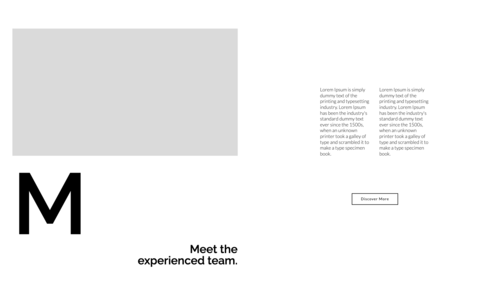 M
Meet the
experienced team.
Lorem Ipsum is simply
dummy text of the
printing and typesetting
industry. Lorem Ipsum
has been the industry's
standard dummy text
ever since the 1500s,
when an unknown
printer took a galley of
type and scrambled it to
make a type specimen
book.
Lorem Ipsum is simply
dummy text of the
printing and typesetting
industry. Lorem Ipsum
has been the industry's
standard dummy text
ever since the 1500s,
when an unknown
printer took a galley of
type and scrambled it to
make a type specimen
book.
Discover More